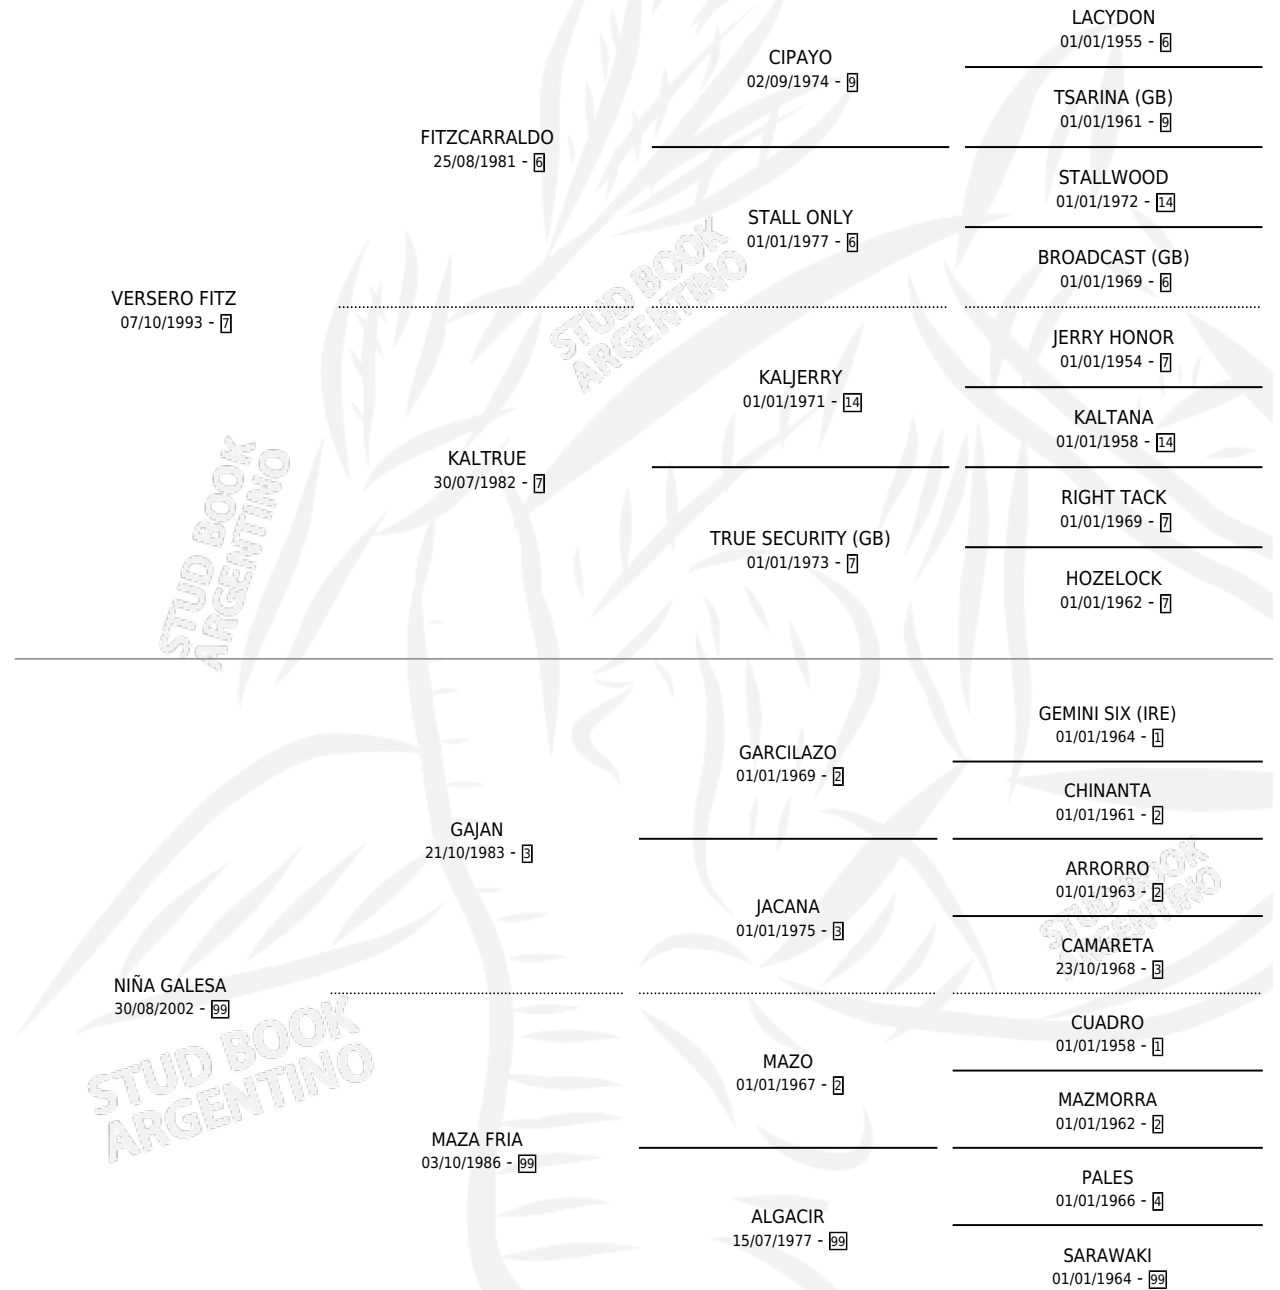 LACYDON
01/01/1955 - 6
CIPAYO
02/09/1974 - 9
TSARINA (GB)
01/01/1961 - 9
FITZCARRALDO
25/08/1981 - 6
STALLWOOD
01/01/1972 - 14
STALL ONLY
01/01/1977 - 6
BROADCAST (GB)
01/01/1969 - 6
VERSERO FITZ
07/10/1993 - 7
JERRY HONOR
01/01/1954 - 7
KALJERRY
01/01/1971 - 14
KALTANA
01/01/1958 - 14
KALTRUE
30/07/1982 - 7
RIGHT TACK
01/01/1969 - 7
TRUE SECURITY (GB)
01/01/1973 - 7
HOZELOCK
01/01/1962 - 7
GEMINI SIX (IRE)
01/01/1964 - 1
GARCILAZO
01/01/1969 - 2
CHINANTA
01/01/1961 - 2
GAJAN
21/10/1983 - 3
ARRORRO
01/01/1963 - 2
JACANA
01/01/1975 - 3
CAMARETA
23/10/1968 - 3
NIÑA GALESA
30/08/2002 - 99
CUADRO
01/01/1958 - 1
MAZO
01/01/1967 - 2
MAZMORRA
01/01/1962 - 2
MAZA FRIA
03/10/1986 - 99
PALES
01/01/1966 - 4
ALGACIR
15/07/1977 - 99
SARAWAKI
01/01/1964 - 99
STUD BOOK
ARGENTINO
STUD BOOK
ARGENTINO
STUD BOOK
ARGENTINO
STUD BOOK
ARGENTINO